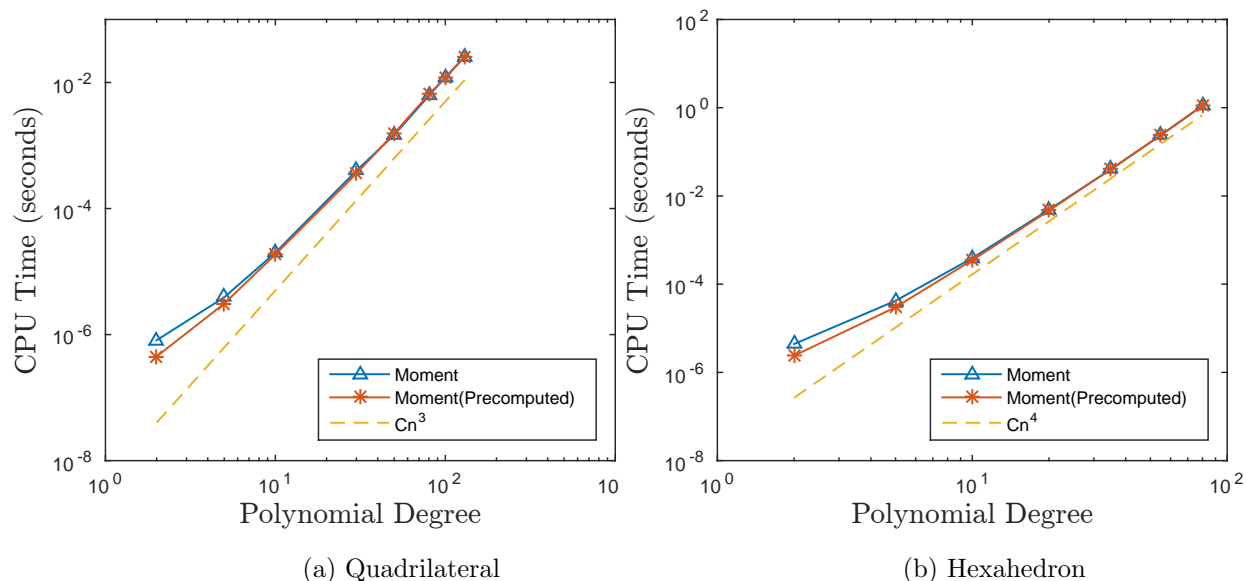 CPU Time (seconds)
10^-2
10^-4
10^-6
10^-8
Moment
Moment(Precomputed)
Cn^3
10^0
10^1
10^2
10
Polynomial Degree
(a) Quadrilateral
CPU Time (seconds)
10^2
10^0
10^-2
10^-4
10^-6
10^-8
Moment
Moment(Precomputed)
Cn^4
10^0
10^1
10^2
Polynomial Degree
(b) Hexahedron